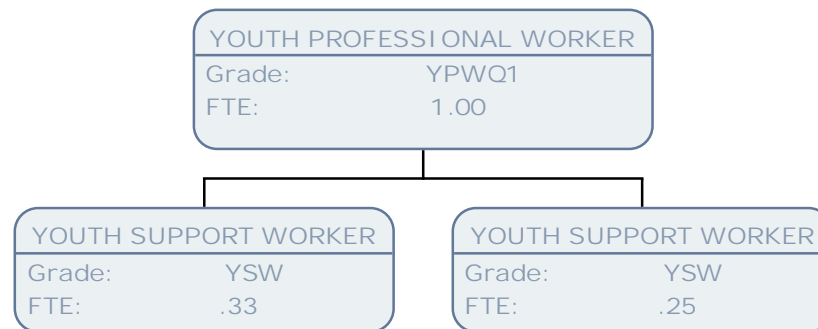 YOUTH PROFESSIONAL WORKER
Grade: YPWQ1
FTE: 1.00
YOUTH SUPPORT WORKER
Grade: YSW
FTE: .33
YOUTH SUPPORT WORKER
Grade: YSW
FTE: .25